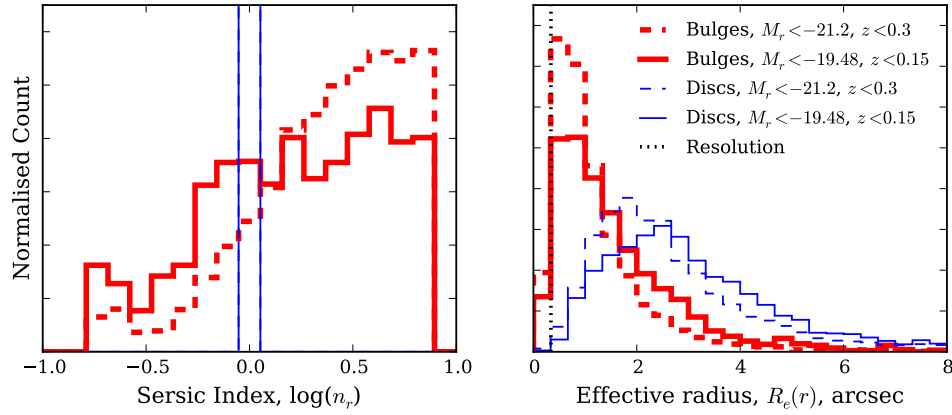 Normalised Count
−1.0 −0.5 0.0 0.5 1.0
Sersic Index, log(n_r)
Bulges, M_r<−21.2, z<0.3
Bulges, M_r<−19.48, z<0.15
Discs, M_r<−21.2, z<0.3
Discs, M_r<−19.48, z<0.15
Resolution
0 2 4 6 8
Effective radius, R_e(r), arcsec